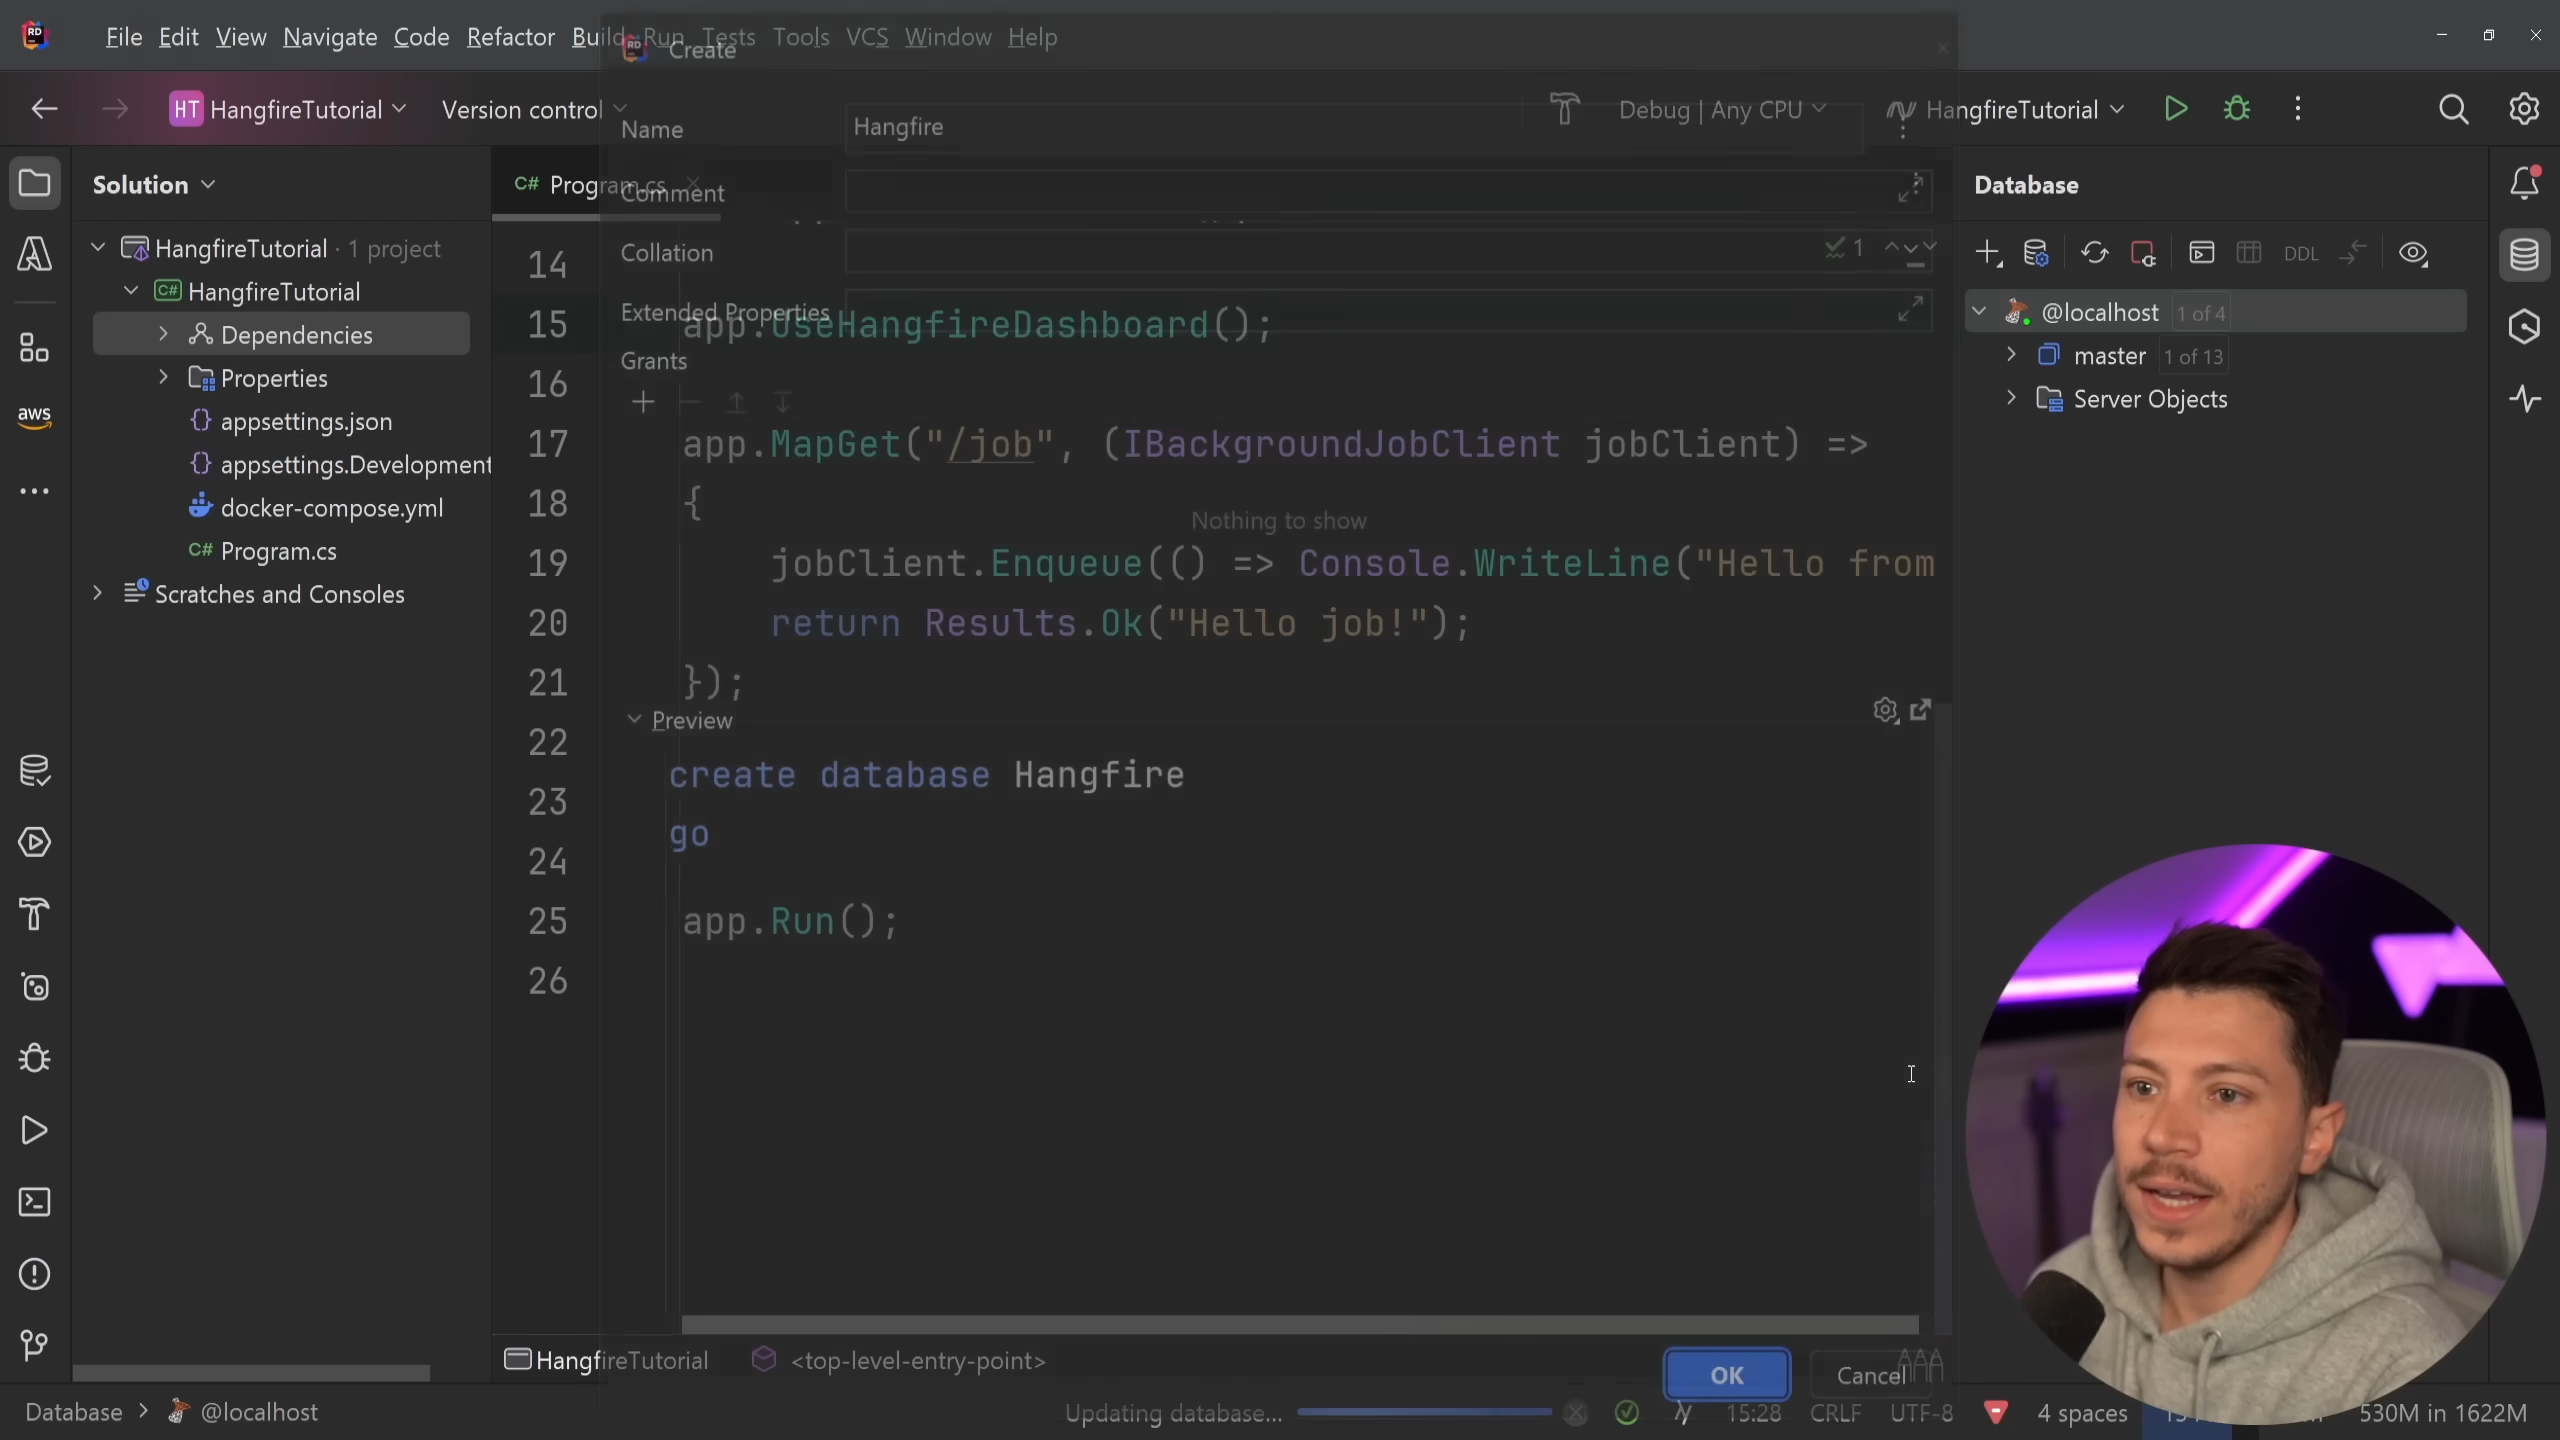 File Edit View Navigate Code Refactor Build Run Tests Tools VCS Window Help
Create
HT HangfireTutorial Version control Debug | Any CPU HangfireTutorial
Name Hangfire
Solution
C# Program.cs
Comment
Database
HangfireTutorial · 1 project
Collation
1
DDL
C# HangfireTutorial
Extended Properties
@localhost 1 of 4
14
15 app.UseHangfireDashboard();
Dependencies
Grants
master 1 of 13
Properties
16
Server Objects
aws
appsettings.json
17 app.MapGet("/job", (IBackgroundJobClient jobClient) =>
appsettings.Development
18 {
docker-compose.yml
Nothing to show
C# Program.cs
19 jobClient.Enqueue(() => Console.WriteLine("Hello from
Scratches and Consoles
20 return Results.Ok("Hello job!");
21 });
Preview
22
create database Hangfire
23
go
24
25 app.Run();
26
HangfireTutorial <top-level-entry-point>
OK Cancel
Database @localhost
Updating database... 15:28 CRLF UTF-8 4 spaces 530M in 1622M